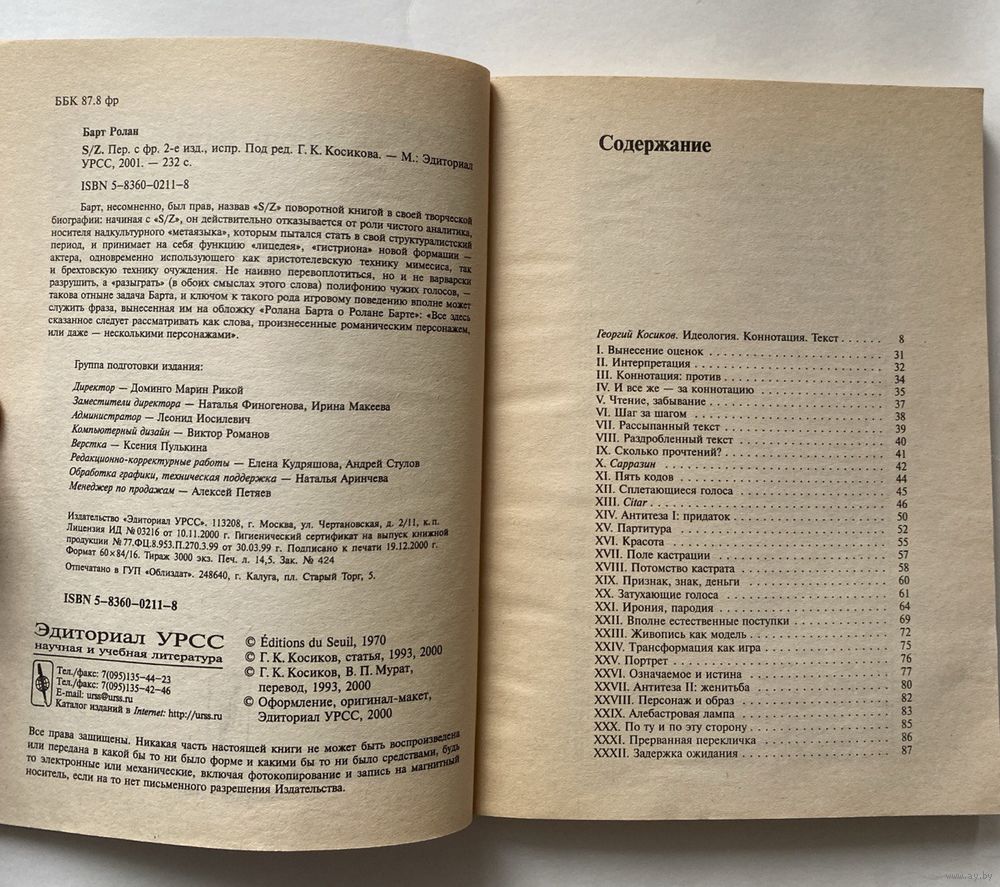 ББК 87.8 фр
Барт Ролан
S/Z. Пер. с фр. 2-е изд., испр. Под ред. Г. К. Косикова. — М.: Эдиториал
УРСС, 2001. — 232 с.
ISBN 5–8360–0211–8
Барт, несомненно, был прав, назвав «S/Z» поворотной книгой в своей творческой
биографии: начиная с «S/Z», он действительно отказывается от роли чистого аналитика,
носителя надкультурного «метаязыка», которым пытался стать в свой структуралистский
период, и принимает на себя функцию «лицедея», «гистриона» новой формации —
актера, одновременно использующего как аристотелевскую технику мимесиса, так
и брехтовскую технику очуждения. Не наивно перевоплотиться, но и не варварски
разрушить, а «разыграть» (в обоих смыслах этого слова) полифонию чужих голосов, —
такова отныне задача Барта, и ключом к такого рода игровому поведению вполне может
служить фраза, вынесенная им на обложку «Ролана Барта о Ролане Барте»: «Все здесь
сказанное следует рассматривать как слова, произнесенные романическим персонажем,
или даже — несколькими персонажами».
Группа подготовки издания:
Директор — Доминго Марин Рикой
Заместители директора — Наталья Финогенова, Ирина Макеева
Администратор — Леонид Иосилевич
Компьютерный дизайн — Виктор Романов
Верстка — Ксения Пулькина
Редакционно-корректурные работы — Елена Кудряшова, Андрей Стулов
Обработка графики, техническая поддержка — Наталья Аринчева
Менеджер по продажам — Алексей Петяев
Издательство «Эдиториал УРСС». 113208, г. Москва, ул. Чертановская, д. 2/11, к. п.
Лицензия ИД №03216 от 10.11.2000 г. Гигиенический сертификат на выпуск книжной
продукции №77.ФЦ.8.953.П.270.3.99 от 30.03.99 г. Подписано к печати 19.12.2000 г.
Формат 60×84/16. Тираж 3000 экз. Печ. л. 14,5. Зак. № 424
Отпечатано в ГУП «Облиздат». 248640, г. Калуга, пл. Старый Торг, 5.
ISBN 5–8360–0211–8
Эдиториал УРСС
научная и учебная литература
Тел./факс: 7(095)135–44–23
Тел./факс: 7(095)135–42–46
E-mail: urss@urss.ru
Каталог изданий в Internet: http://urss.ru
© Éditions du Seuil, 1970
© Г. К. Косиков, статья, 1993, 2000
© Г. К. Косиков, В. П. Мурат,
перевод, 1993, 2000
© Оформление, оригинал-макет,
Эдиториал УРСС, 2000
Все права защищены. Никакая часть настоящей книги не может быть воспроизведена
или передана в какой бы то ни было форме и какими бы то ни было средствами, будь
то электронные или механические, включая фотокопирование и запись на магнитный
носитель, если на то нет письменного разрешения Издательства.
Содержание
Георгий Косиков. Идеология. Коннотация. Текст . . . . . . 8
I. Вынесение оценок . . . . . . 31
II. Интерпретация . . . . . . 32
III. Коннотация: против . . . . . . 34
IV. И все же — за коннотацию . . . . . . 35
V. Чтение, забывание . . . . . . 37
VI. Шаг за шагом . . . . . . 38
VII. Рассыпанный текст . . . . . . 39
VIII. Раздробленный текст . . . . . . 40
IX. Сколько прочтений? . . . . . . 41
X. Сарразин . . . . . . 42
XI. Пять кодов . . . . . . 44
XII. Сплетающиеся голоса . . . . . . 45
XIII. Citar . . . . . . 46
XIV. Антитеза I: придаток . . . . . . 50
XV. Партитура . . . . . . 52
XVI. Красота . . . . . . 55
XVII. Поле кастрации . . . . . . 57
XVIII. Потомство кастрата . . . . . . 58
XIX. Признак, знак, деньги . . . . . . 60
XX. Затухающие голоса . . . . . . 61
XXI. Ирония, пародия . . . . . . 64
XXII. Вполне естественные поступки . . . . . . 69
XXIII. Живопись как модель . . . . . . 72
XXIV. Трансформация как игра . . . . . . 75
XXV. Портрет . . . . . . 76
XXVI. Означаемое и истина . . . . . . 77
XXVII. Антитеза II: женитьба . . . . . . 80
XXVIII. Персонаж и образ . . . . . . 82
XXIX. Алебастровая лампа . . . . . . 83
XXX. По ту и по эту сторону . . . . . . 85
XXXI. Прерванная перекличка . . . . . . 86
XXXII. Задержка ожидания . . . . . . 87
www.ay.by